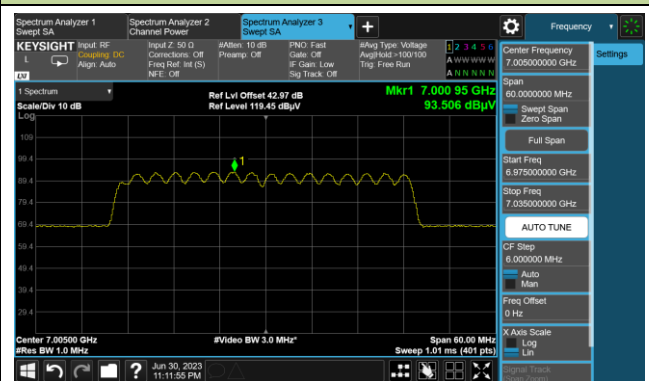 Spectrum Analyzer 1
Swept SA
Spectrum Analyzer 2
Channel Power
Spectrum Analyzer 3
Swept SA
Frequency
KEYSIGHT
L
LXI
Input: RF
Coupling: DC
Align: Auto
Input Z: 50 Ω
Corrections: Off
Freq Ref: Int (S)
NFE: Off
#Atten: 10 dB
Preamp: Off
PNO: Fast
Gate: Off
IF Gain: Low
Sig Track: Off
#Avg Type: Voltage
Avg|Hold:>100/100
Trig: Free Run
1 2 3 4 5 6
A W W W W W
A N N N N N
1 Spectrum
Scale/Div 10 dB
Log
Ref Lvl Offset 42.97 dB
Ref Level 119.45 dBµV
Mkr1 7.000 95 GHz
93.506 dBµV
109
99.4
89.4
79.4
69.4
59.4
49.4
39.4
29.4
1
Center 7.00500 GHz
#Res BW 1.0 MHz
#Video BW 3.0 MHz*
Span 60.00 MHz
Sweep 1.01 ms (401 pts)
Jun 30, 2023
11:11:55 PM
Center Frequency
7.005000000 GHz
Settings
Span
60.0000000 MHz
Swept Span
Zero Span
Full Span
Start Freq
6.975000000 GHz
Stop Freq
7.035000000 GHz
AUTO TUNE
CF Step
6.000000 MHz
Auto
Man
Freq Offset
0 Hz
X Axis Scale
Log
Lin
Signal Track
(Span Zoom)